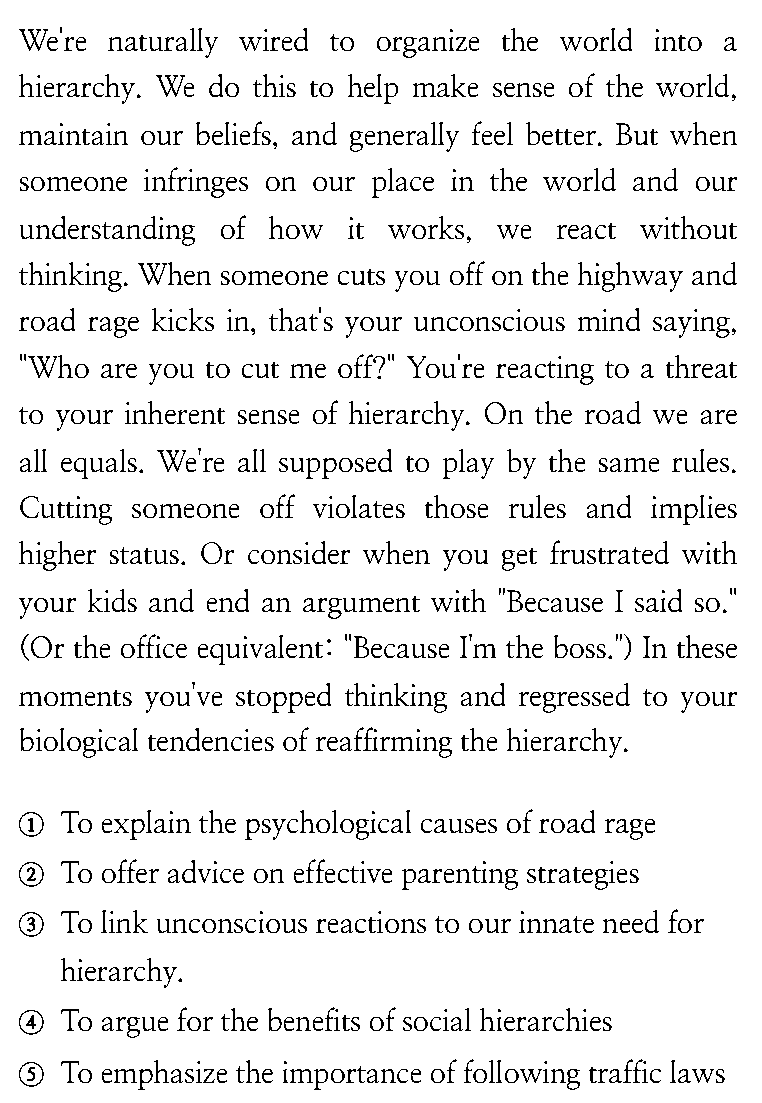 We're naturally wired to organize the world into a
hierarchy. We do this to help make sense of the world,
maintain our beliefs, and generally feel better. But when
someone infringes on our place in the world and our
understanding of how it works, we react without
thinking. When someone cuts you off on the highway and
road rage kicks in, that's your unconscious mind saying,
"Who are you to cut me off?" You're reacting to a threat
to your inherent sense of hierarchy. On the road we are
all equals. We're all supposed to play by the same rules.
Cutting someone off violates those rules and implies
higher status. Or consider when you get frustrated with
your kids and end an argument with "Because I said so."
(Or the office equivalent: "Because I'm the boss.") In these
moments you've stopped thinking and regressed to your
biological tendencies of reaffirming the hierarchy.
① To explain the psychological causes of road rage
② To offer advice on effective parenting strategies
③ To link unconscious reactions to our innate need for
hierarchy.
④ To argue for the benefits of social hierarchies
⑤ To emphasize the importance of following traffic laws